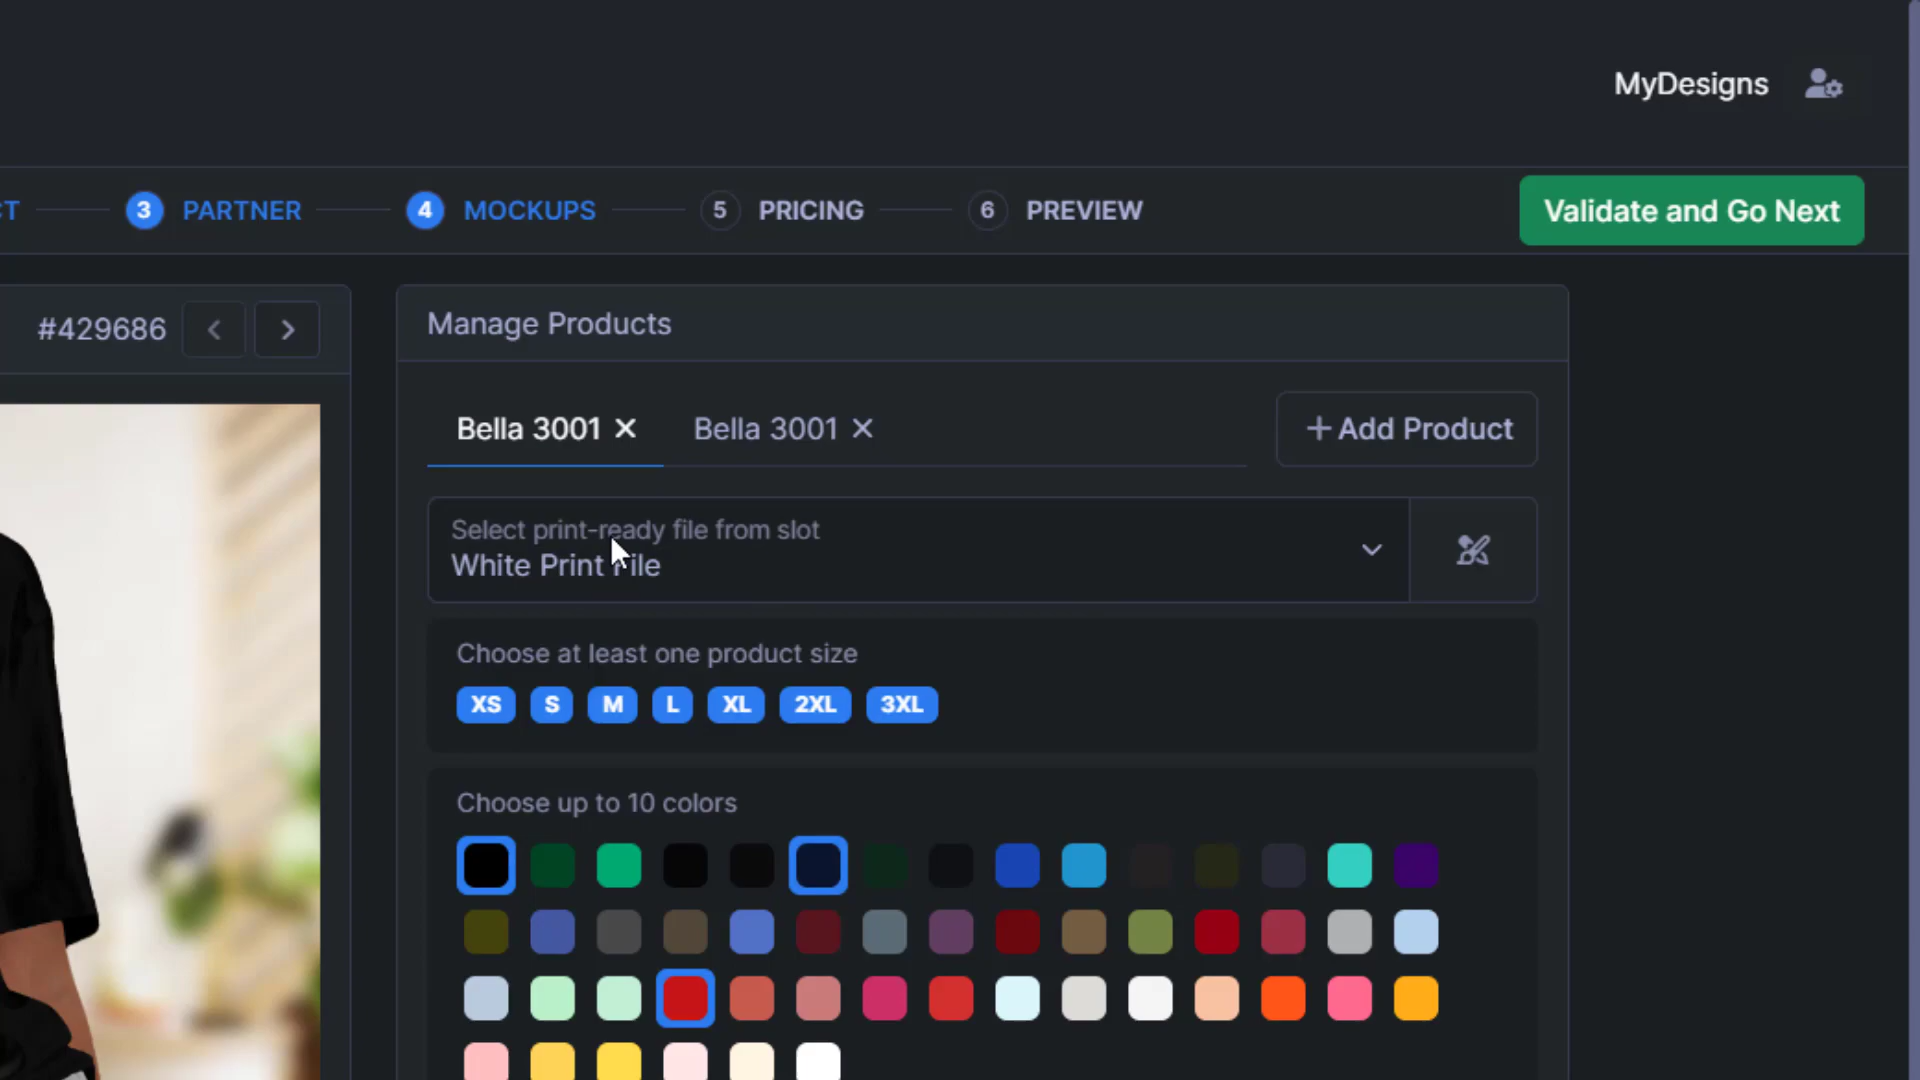 MyDesigns
CT
3 PARTNER
4 MOCKUPS
5 PRICING
6 PREVIEW
Validate and Go Next
#429686
Manage Products
Bella 3001
Bella 3001
+ Add Product
Select print-ready file from slot
White Print File
Choose at least one product size
XS S M L XL 2XL 3XL
Choose up to 10 colors